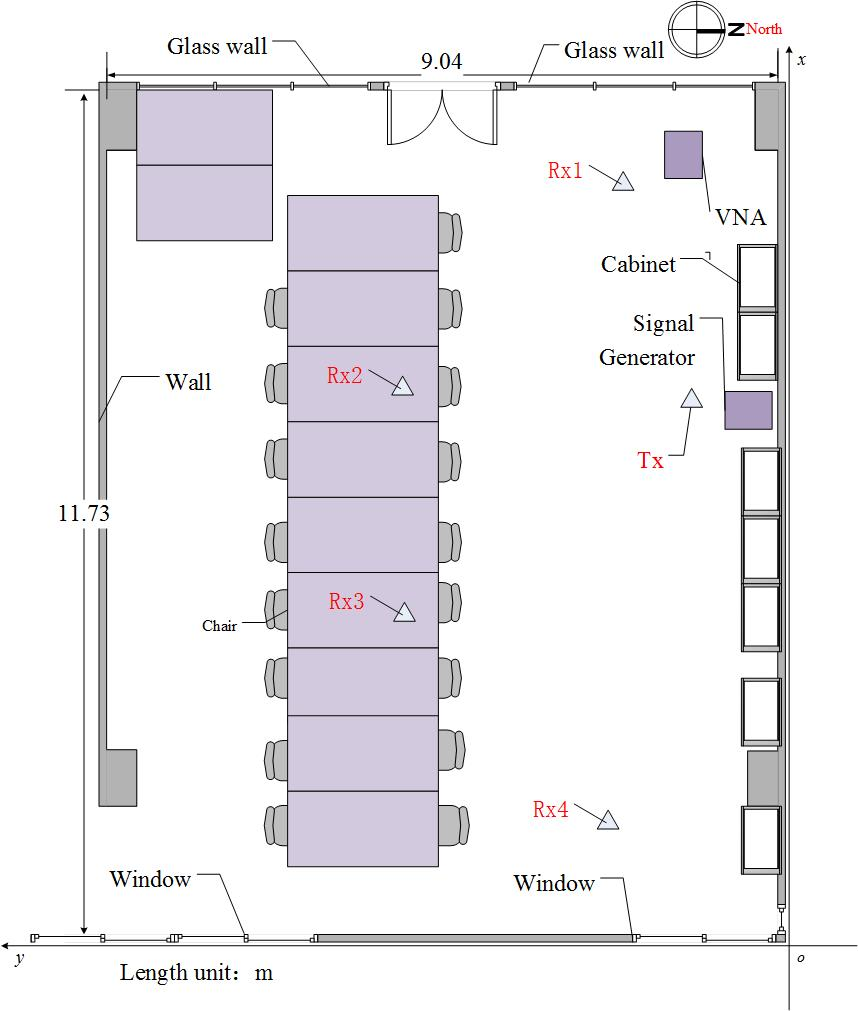 N North
x
Glass wall
Glass wall
9.04
Rx1
VNA
Cabinet
Signal
Generator
Rx2
Wall
Tx
11.73
Rx3
Chair
Rx4
Window
Window
y
o
Length unit: m